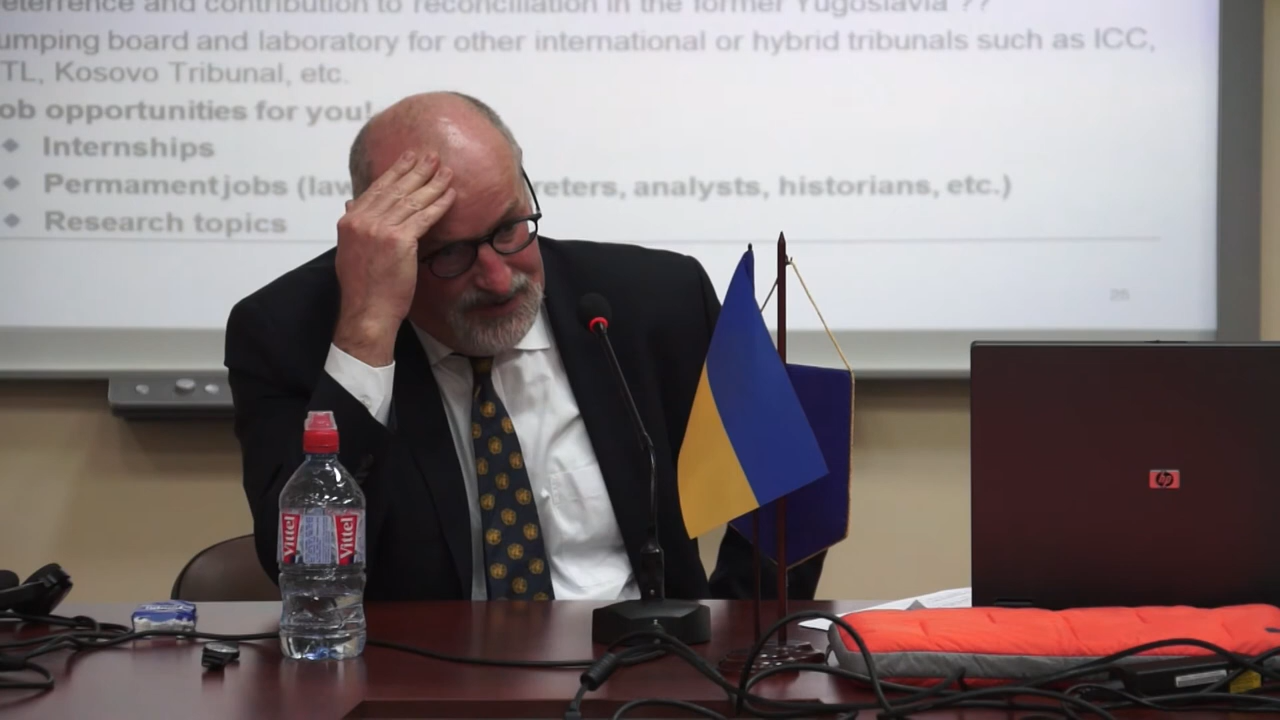 eterrence and contribution to reconciliation in the former Yugoslavia ??
umping board and laboratory for other international or hybrid tribunals such as ICC,
TL, Kosovo Tribunal, etc.
ob opportunities for you!
Internships
Permament jobs (law reters, analysts, historians, etc.)
Research topics
26
Vittel
Vittel
hp